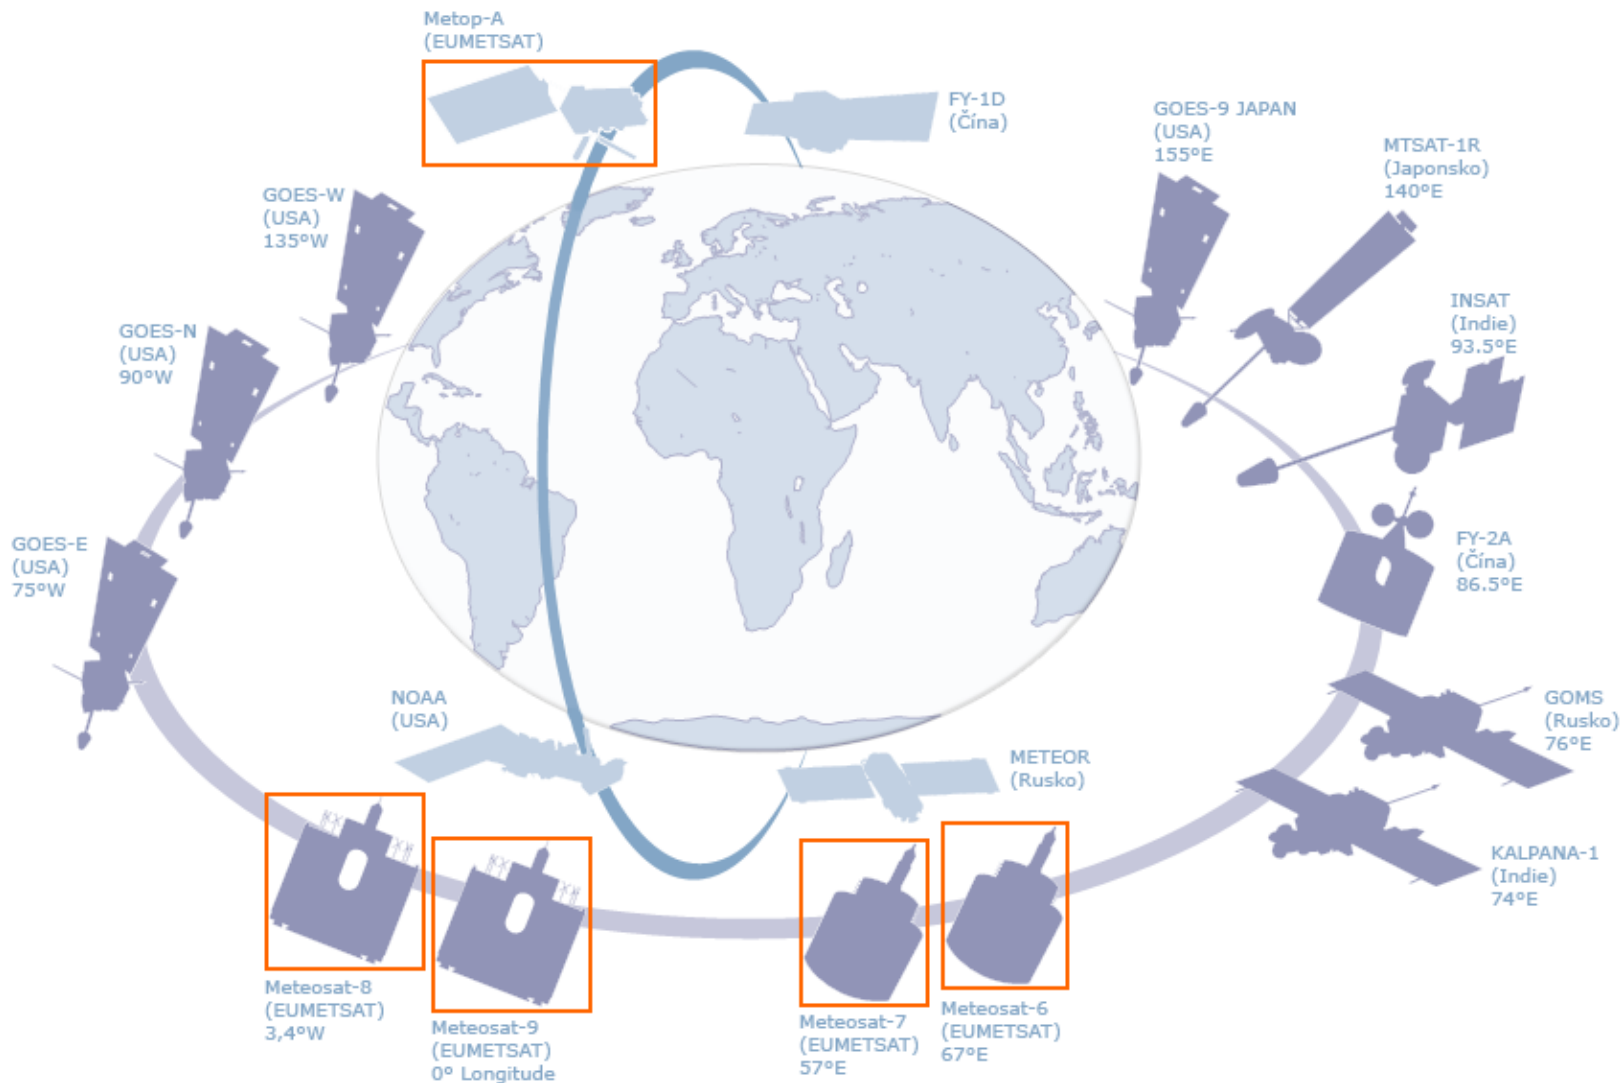 Metop-A
(EUMETSAT)
FY-1D
(Čína)
GOES-9 JAPAN
(USA)
155°E
MTSAT-1R
(Japonsko)
140°E
GOES-W
(USA)
135°W
INSAT
(Indie)
93.5°E
GOES-N
(USA)
90°W
GOES-E
(USA)
75°W
FY-2A
(Čína)
86.5°E
NOAA
(USA)
GOMS
(Rusko)
76°E
METEOR
(Rusko)
KALPANA-1
(Indie)
74°E
Meteosat-8
(EUMETSAT)
3,4°W
Meteosat-9
(EUMETSAT)
0° Longitude
Meteosat-7
(EUMETSAT)
57°E
Meteosat-6
(EUMETSAT)
67°E